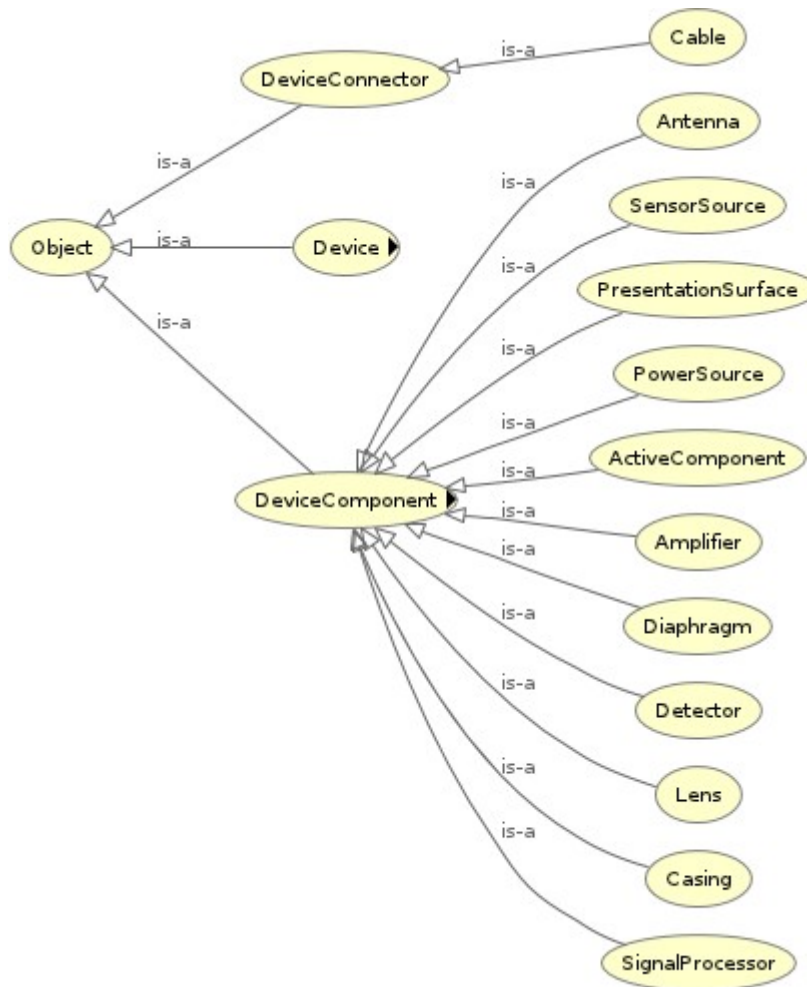 Cable
is-a
DeviceConnector
Antenna
is-a
is-a
SensorSource
Object
is-a
Device
is-a
PresentationSurface
is-a
is-a
PowerSource
is-a
ActiveComponent
is-a
DeviceComponent
is-a
Amplifier
is-a
Diaphragm
is-a
Detector
is-a
Lens
is-a
Casing
is-a
SignalProcessor